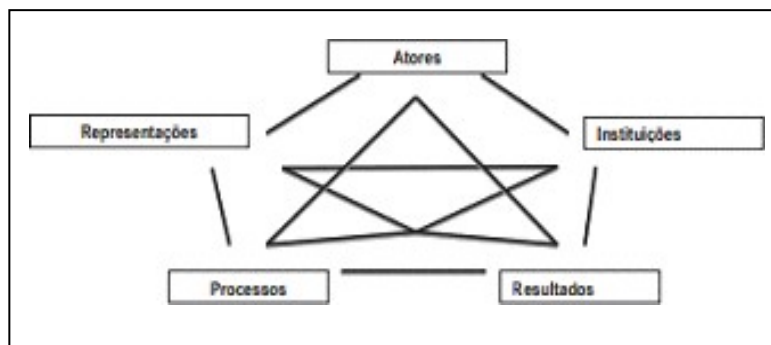 Atores
Representações
Instituições
Processos
Resultados